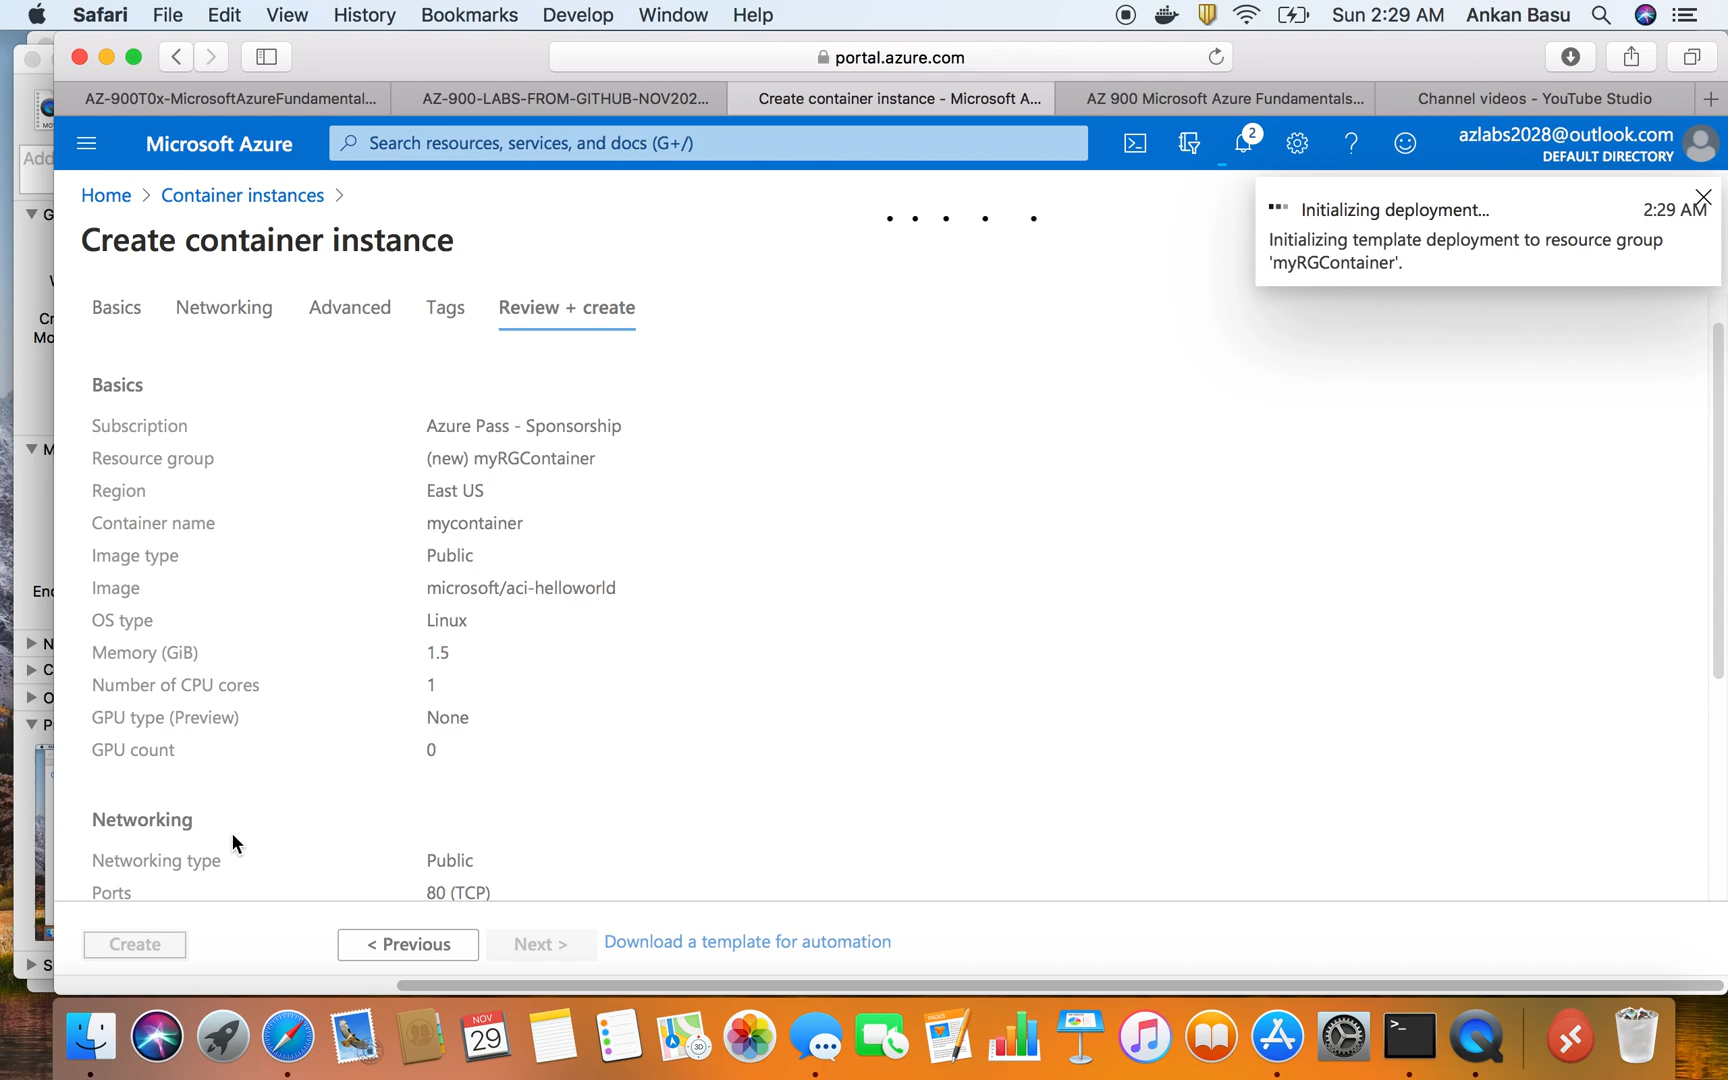 Safari File Edit View History Bookmarks Develop Window Help Sun 2:29 AM Ankan Basu
portal.azure.com
AZ-900T0x-MicrosoftAzureFundamental... AZ-900-LABS-FROM-GITHUB-NOV202... Create container instance - Microsoft A... AZ 900 Microsoft Azure Fundamentals... Channel videos - YouTube Studio
Microsoft Azure Search resources, services, and docs (G+/) 2 azlabs2028@outlook.com
DEFAULT DIRECTORY
Home > Container instances >
Create container instance
Initializing deployment... 2:29 AM
Initializing template deployment to resource group
'myRGContainer'.
Basics Networking Advanced Tags Review + create
Basics
Subscription Azure Pass - Sponsorship
Resource group (new) myRGContainer
Region East US
Container name mycontainer
Image type Public
Image microsoft/aci-helloworld
OS type Linux
Memory (GiB) 1.5
Number of CPU cores 1
GPU type (Preview) None
GPU count 0
Networking
Networking type Public
Ports 80 (TCP)
Create < Previous Next > Download a template for automation
Add
G
Cr
Mo
M
End
N
C
O
P
S
NOV
29
PAGES
3D